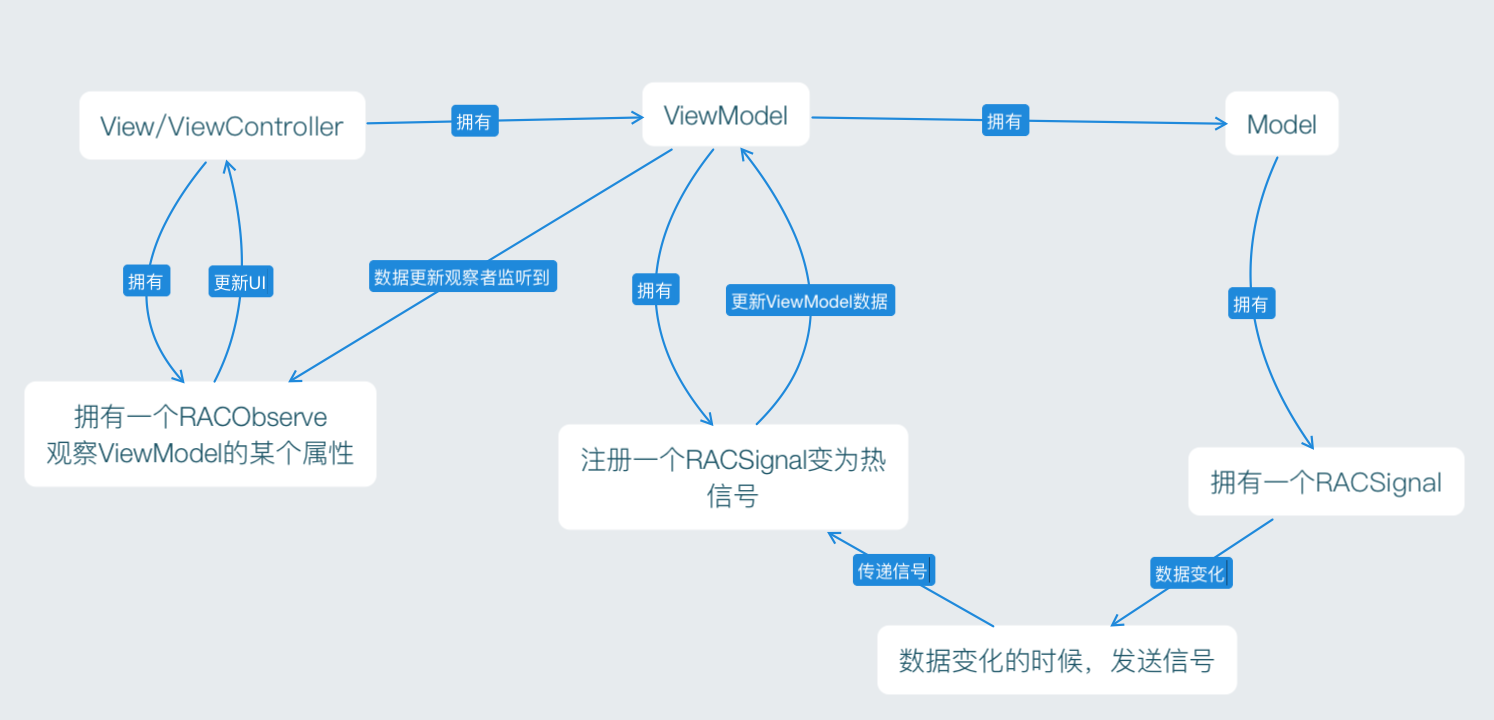 View/ViewController
拥有
ViewModel
拥有
Model
拥有
更新UI
数据更新观察者监听到
拥有
更新ViewModel数据
拥有
拥有一个RACObserve
观察ViewModel的某个属性
注册一个RACSignal变为热
信号
拥有一个RACSignal
传递信号
数据变化
数据变化的时候，发送信号